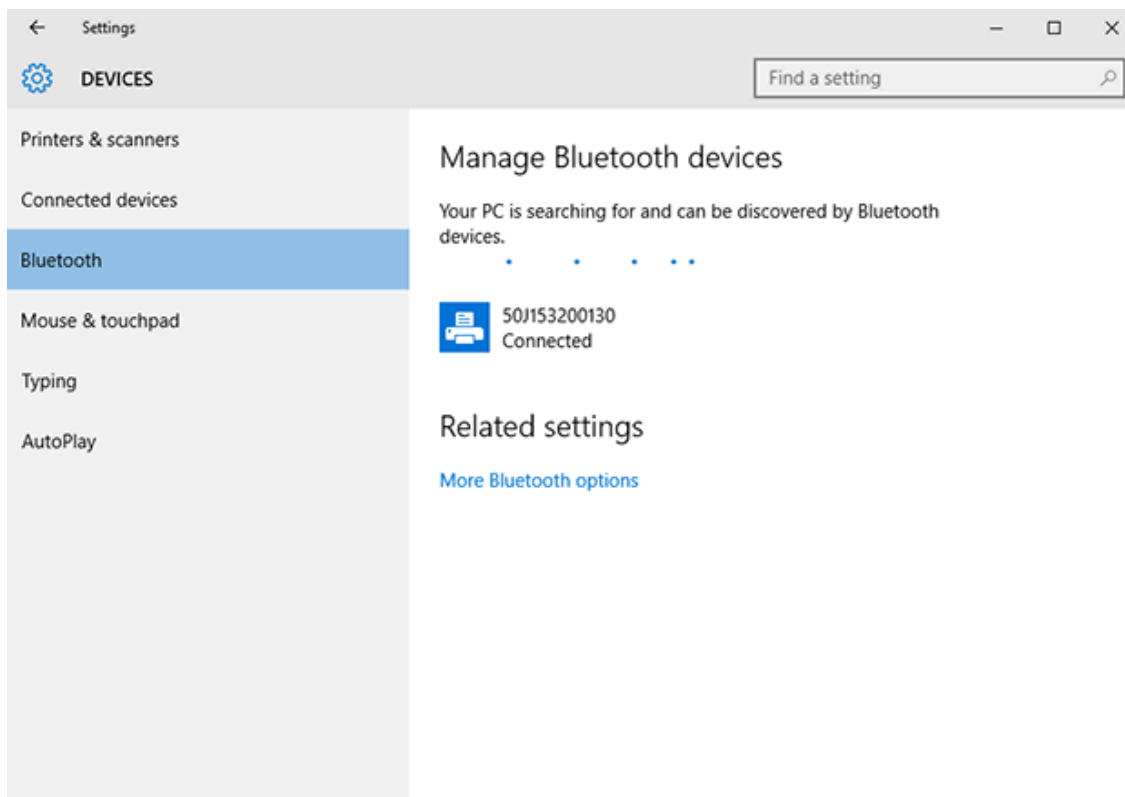 Settings
DEVICES
Find a setting
Printers & scanners
Connected devices
Bluetooth
Mouse & touchpad
Typing
AutoPlay
Manage Bluetooth devices
Your PC is searching for and can be discovered by Bluetooth
devices.
50J153200130
Connected
Related settings
More Bluetooth options